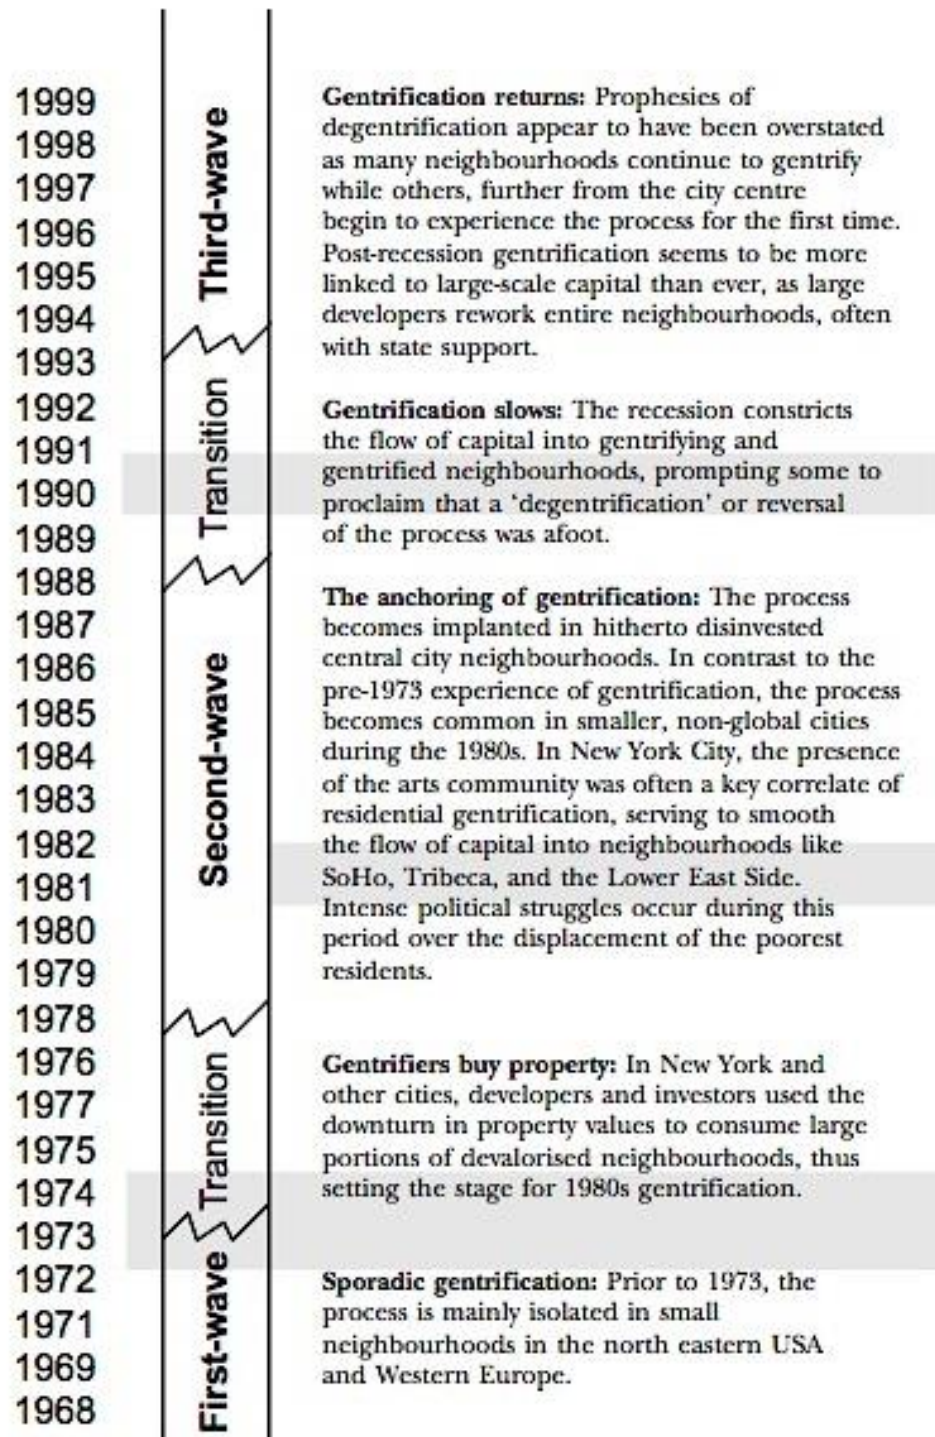 1999
1998
1997
1996
1995
1994
1993
1992
1991
1990
1989
1988
1987
1986
1985
1984
1983
1982
1981
1980
1979
1978
1976
1977
1975
1974
1973
1972
1971
1969
1968
Third-wave
Transition
Second-wave
Transition
First-wave
Gentrification returns: Prophesies of
degentrification appear to have been overstated
as many neighbourhoods continue to gentrify
while others, further from the city centre
begin to experience the process for the first time.
Post-recession gentrification seems to be more
linked to large-scale capital than ever, as large
developers rework entire neighbourhoods, often
with state support.
Gentrification slows: The recession constricts
the flow of capital into gentrifying and
gentrified neighbourhoods, prompting some to
proclaim that a ‘degentrification’ or reversal
of the process was afoot.
The anchoring of gentrification: The process
becomes implanted in hitherto disinvested
central city neighbourhoods. In contrast to the
pre-1973 experience of gentrification, the process
becomes common in smaller, non-global cities
during the 1980s. In New York City, the presence
of the arts community was often a key correlate of
residential gentrification, serving to smooth
the flow of capital into neighbourhoods like
SoHo, Tribeca, and the Lower East Side.
Intense political struggles occur during this
period over the displacement of the poorest
residents.
Gentrifiers buy property: In New York and
other cities, developers and investors used the
downturn in property values to consume large
portions of devalorised neighbourhoods, thus
setting the stage for 1980s gentrification.
Sporadic gentrification: Prior to 1973, the
process is mainly isolated in small
neighbourhoods in the north eastern USA
and Western Europe.